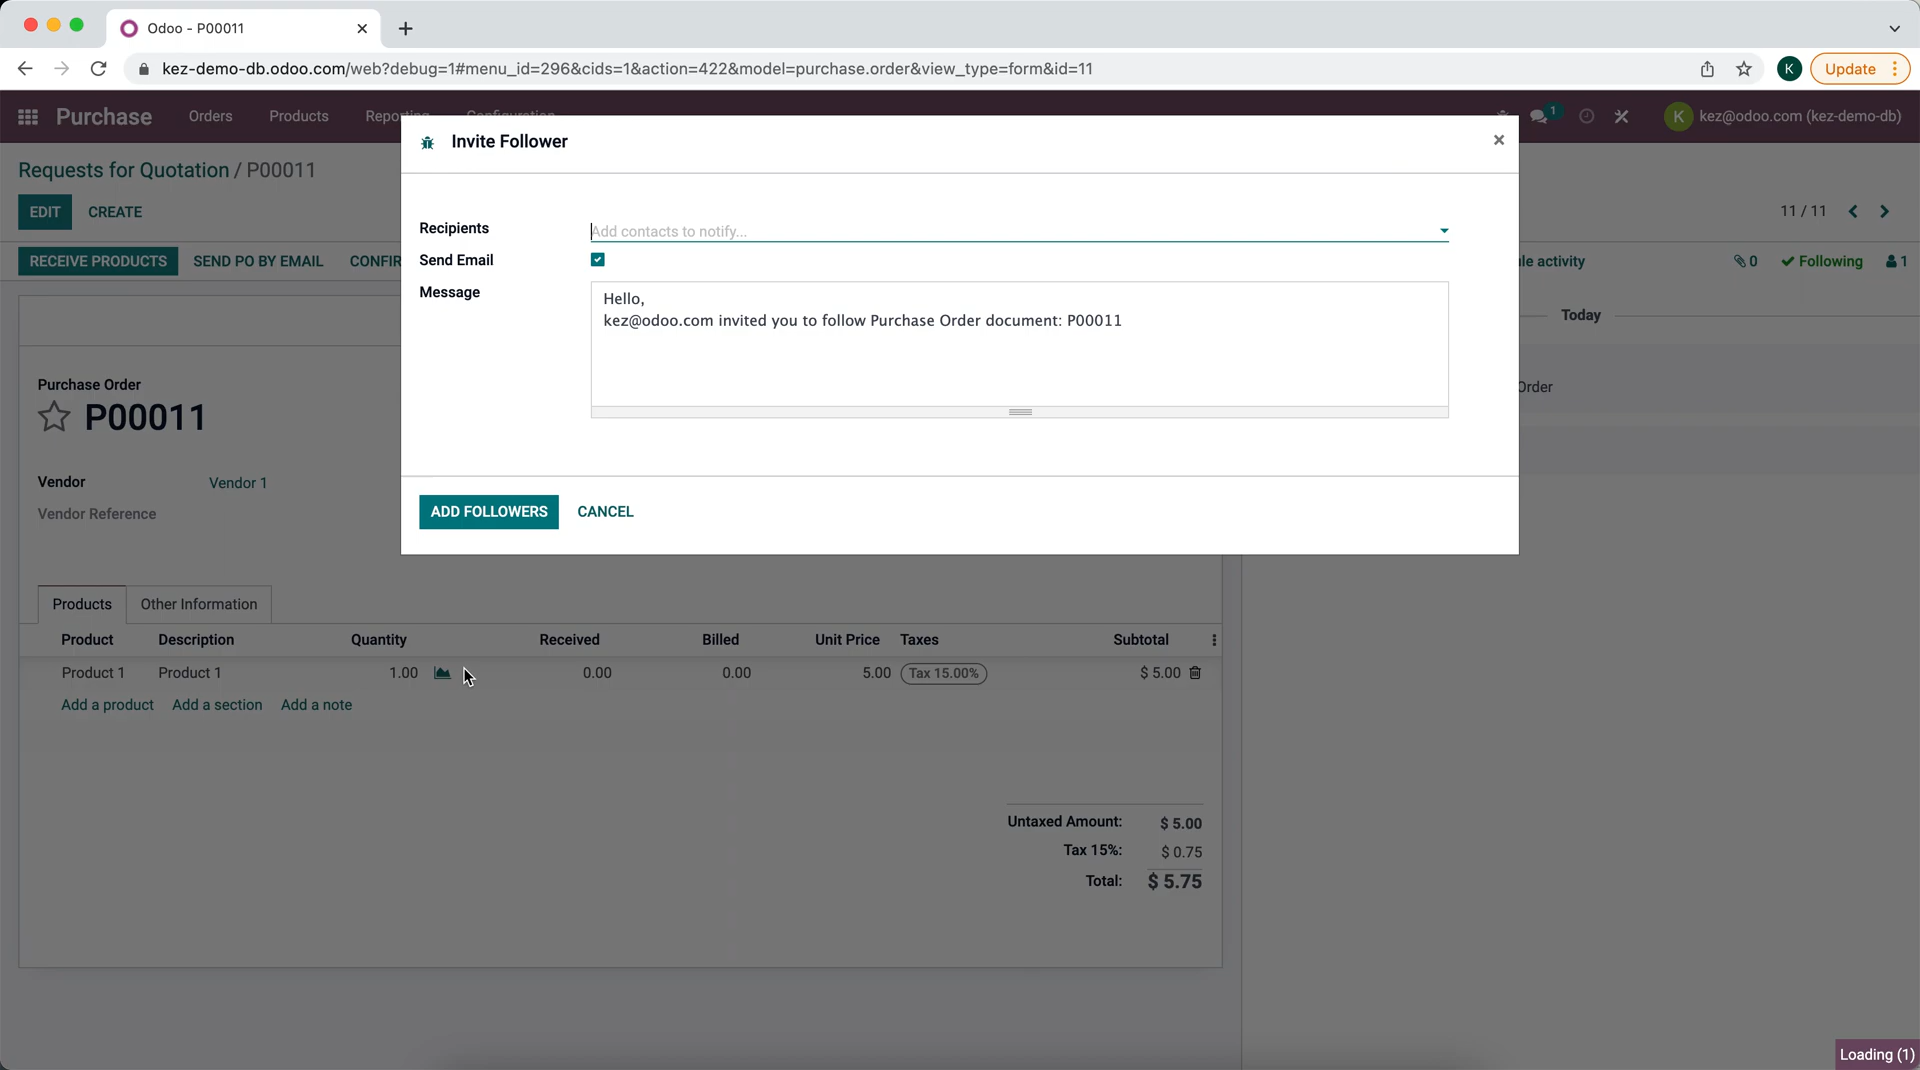 Odoo - P00011
kez-demo-db.odoo.com/web?debug=1#menu_id=296&cids=1&action=422&model=purchase.order&view_type=form&id=11
K
Update
Purchase
Orders
Products
Reporting
Configuration
1
K
kez@odoo.com (kez-demo-db)
Requests for Quotation / P00011
EDIT
CREATE
11 / 11
RECEIVE PRODUCTS
SEND PO BY EMAIL
CONFIR
le activity
0
Following
1
Invite Follower
×
Recipients
Add contacts to notify...
Send Email
Message
Hello,
kez@odoo.com invited you to follow Purchase Order document: P00011
ADD FOLLOWERS
CANCEL
Today
Order
Purchase Order
P00011
Vendor
Vendor 1
Vendor Reference
Products
Other Information
Product Description Quantity Received Billed Unit Price Taxes Subtotal
Product 1 Product 1 1.00 0.00 0.00 5.00 Tax 15.00% $ 5.00
Add a product Add a section Add a note
Untaxed Amount: $ 5.00
Tax 15%: $ 0.75
Total: $ 5.75
Loading (1)